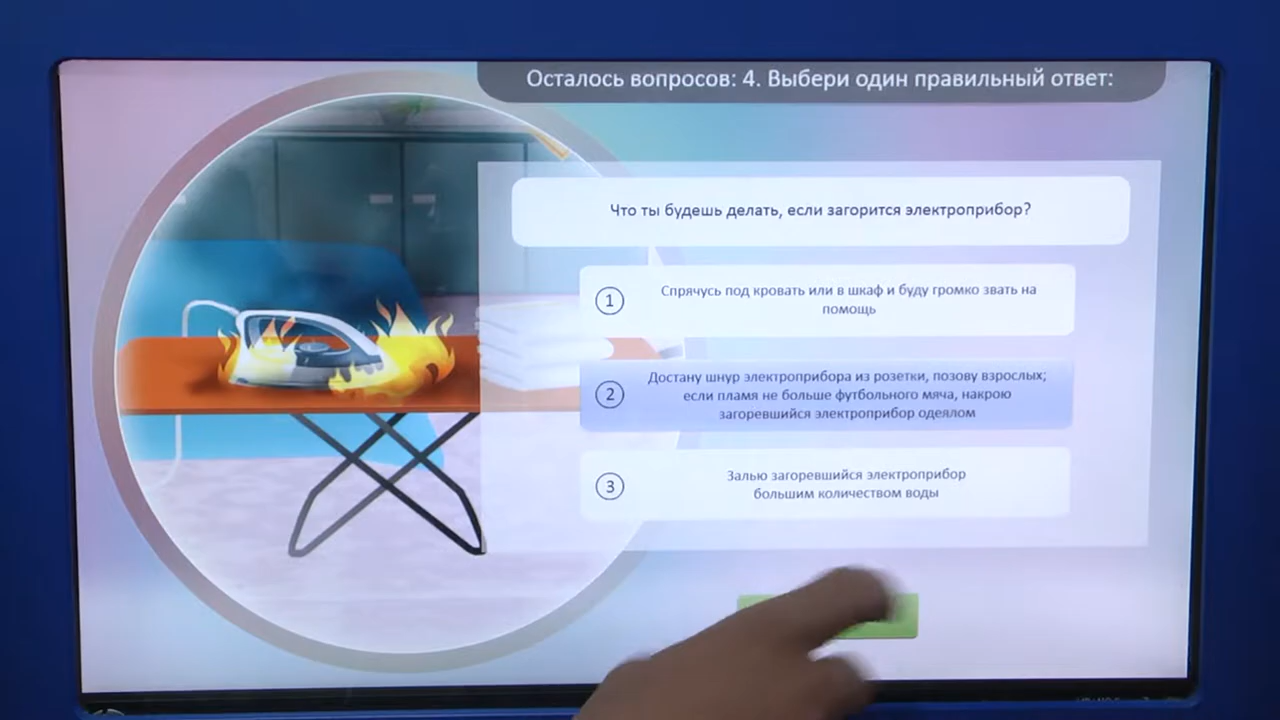 Осталось вопросов: 4. Выбери один правильный ответ:
Что ты будешь делать, если загорится электроприбор?
1
Спрячусь под кровать или в шкаф и буду громко звать на
помощь
2
Достану шнур электроприбора из розетки, позову взрослых;
если пламя не больше футбольного мяча, накрою
загоревшийся электроприбор одеялом
3
Залью загоревшийся электроприбор
большим количеством воды